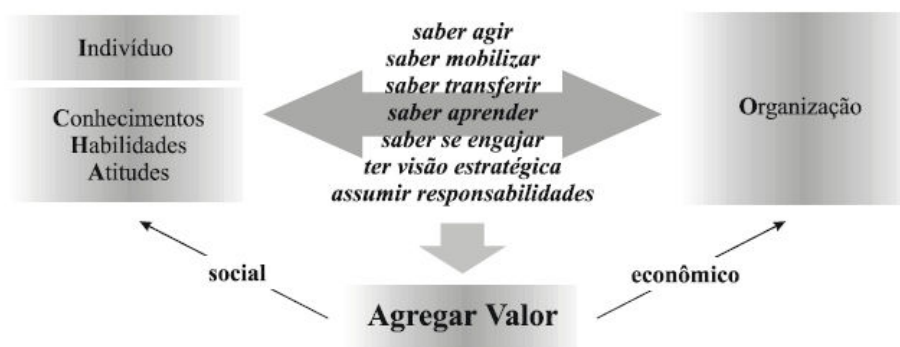 Indivíduo
Conhecimentos
Habilidades
Atitudes
saber agir
saber mobilizar
saber transferir
saber aprender
saber se engajar
ter visão estratégica
assumir responsabilidades
Organização
social
econômico
Agregar Valor